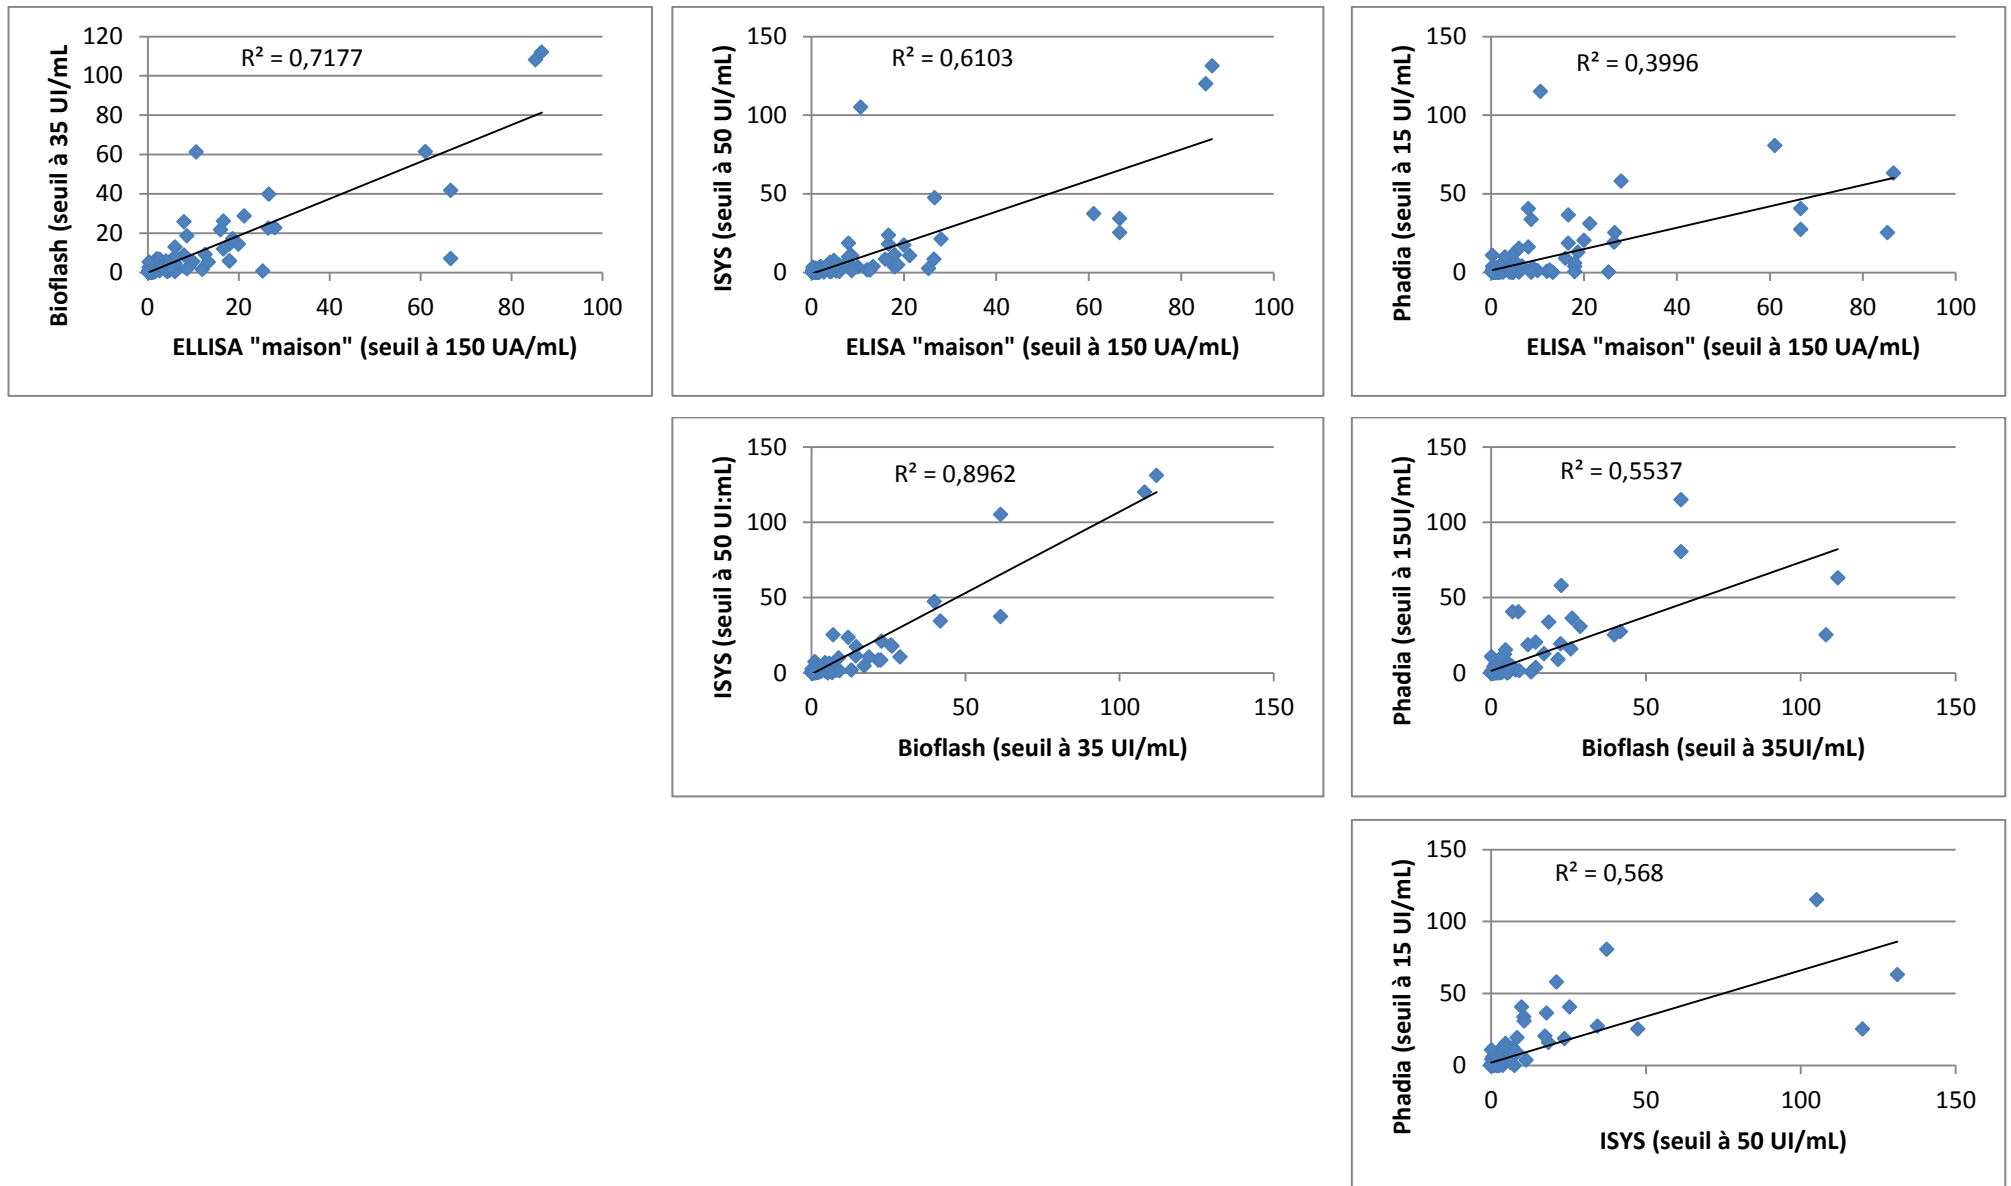 Bioflash (seuil à 35 UI/mL
120
100
80
60
40
20
0
R² = 0,7177
0 20 40 60 80 100
ELLISA "maison" (seuil à 150 UA/mL)
ISYS (seuil à 50 UI/mL)
150
100
50
0
R² = 0,6103
0 20 40 60 80 100
ELISA "maison" (seuil à 150 UA/mL)
Phadia (seuil à 15 UI/mL)
150
100
50
0
R² = 0,3996
0 20 40 60 80 100
ELISA "maison" (seuil à 150 UA/mL)
ISYS (seuil à 50 UI:mL)
150
100
50
0
R² = 0,8962
0 50 100 150
Bioflash (seuil à 35 UI/mL)
Phadia (seuil à 15UI/mL)
150
100
50
0
R² = 0,5537
0 50 100 150
Bioflash (seuil à 35UI/mL)
Phadia (seuil à 15 UI/mL)
150
100
50
0
R² = 0,568
0 50 100 150
ISYS (seuil à 50 UI/mL)